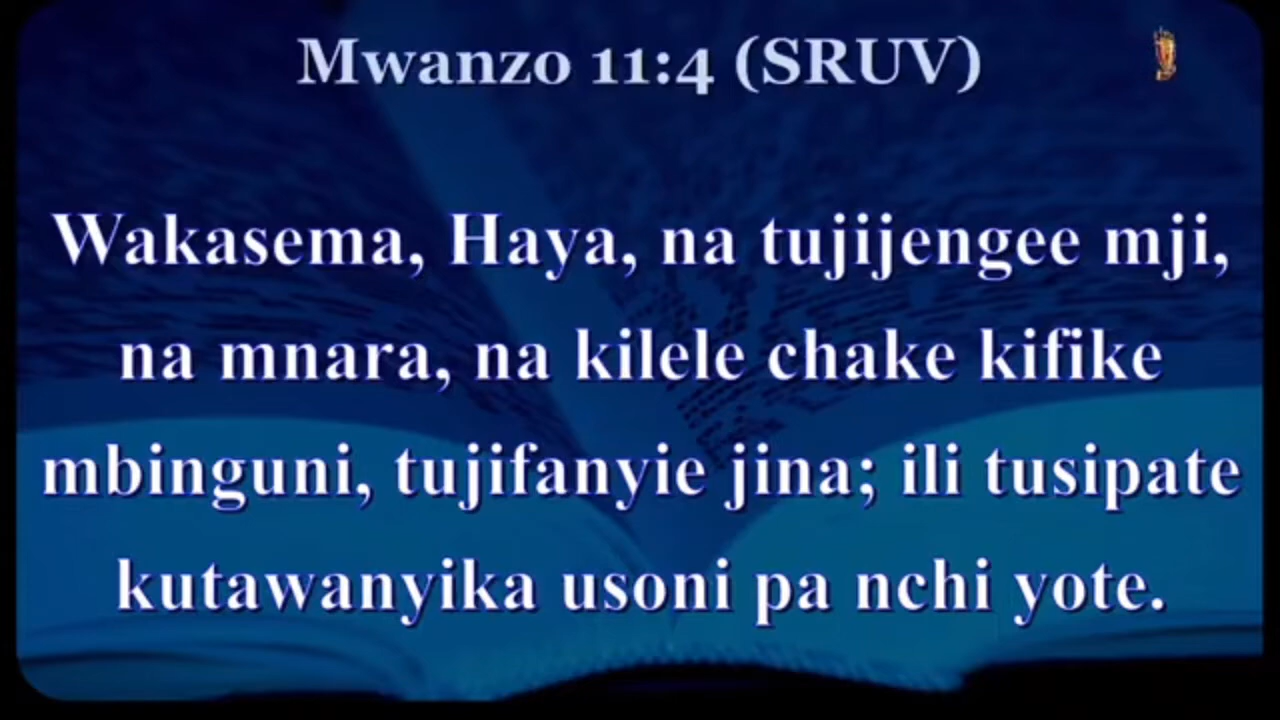 Mwanzo 11:4 (SRUV)
Wakasema, Haya, na tujijengee mji,
na mnara, na kilele chake kifike
mbinguni, tujifanyie jina; ili tusipate
kutawanyika usoni pa nchi yote.